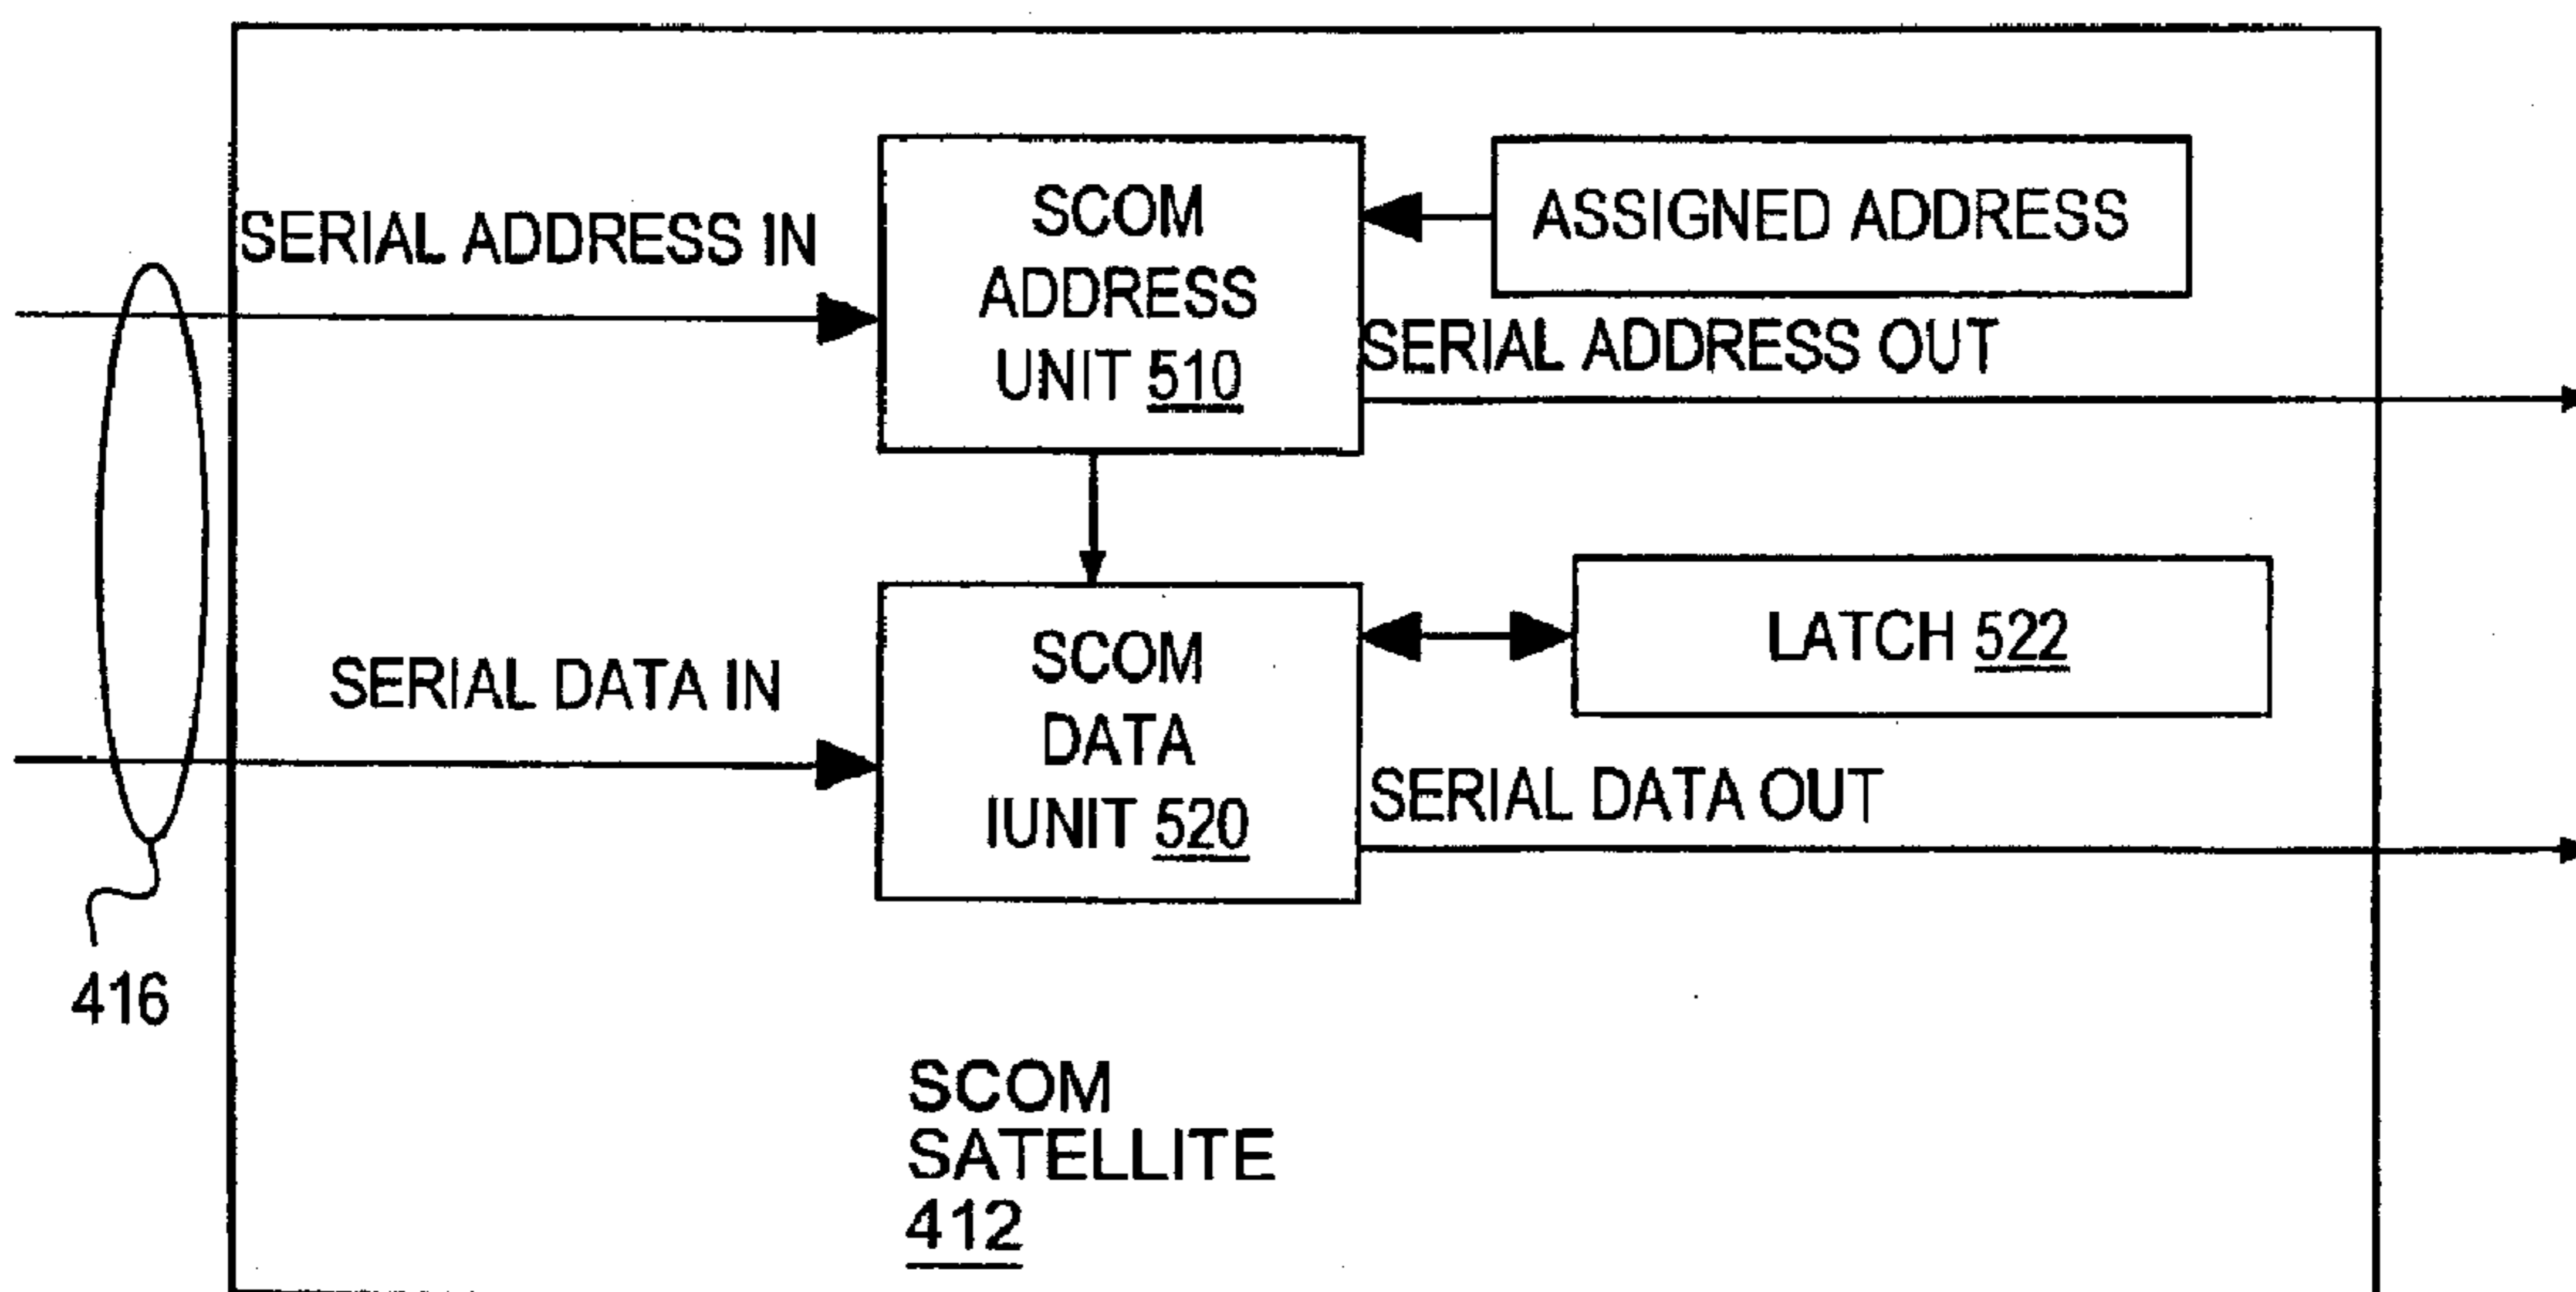 SERIAL ADDRESS IN
SCOM
ADDRESS
UNIT 510
ASSIGNED ADDRESS
SERIAL ADDRESS OUT
SERIAL DATA IN
SCOM
DATA
IUNIT 520
LATCH 522
SERIAL DATA OUT
416
SCOM
SATELLITE
412